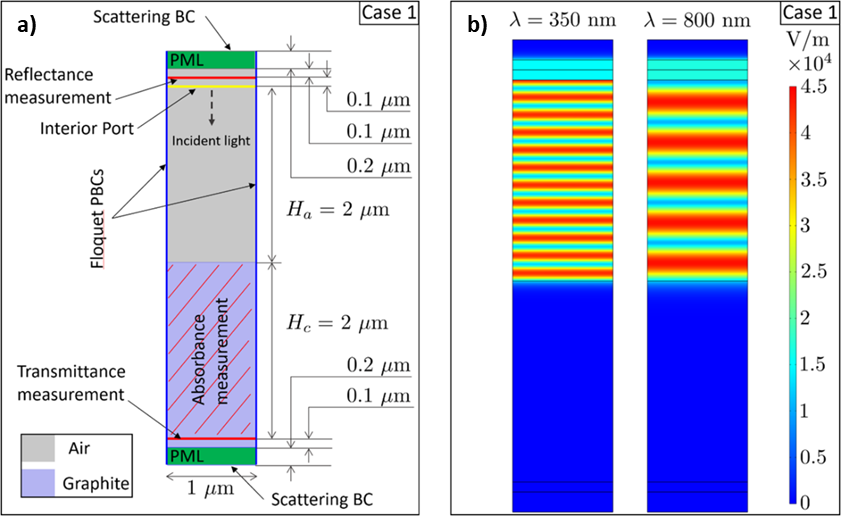 a)
Scattering BC
Case 1
PML
Reflectance
measurement
Interior Port
Incident light
0.1 μm
0.1 μm
0.2 μm
Floquet PBCs
H_a = 2 μm
Absorbance
measurement
H_c = 2 μm
Transmittance
measurement
0.2 μm
0.1 μm
PML
Air
Graphite
1 μm
Scattering BC
b)
λ = 350 nm
λ = 800 nm
Case 1
V/m
×10⁴
4.5
4
3.5
3
2.5
2
1.5
1
0.5
0